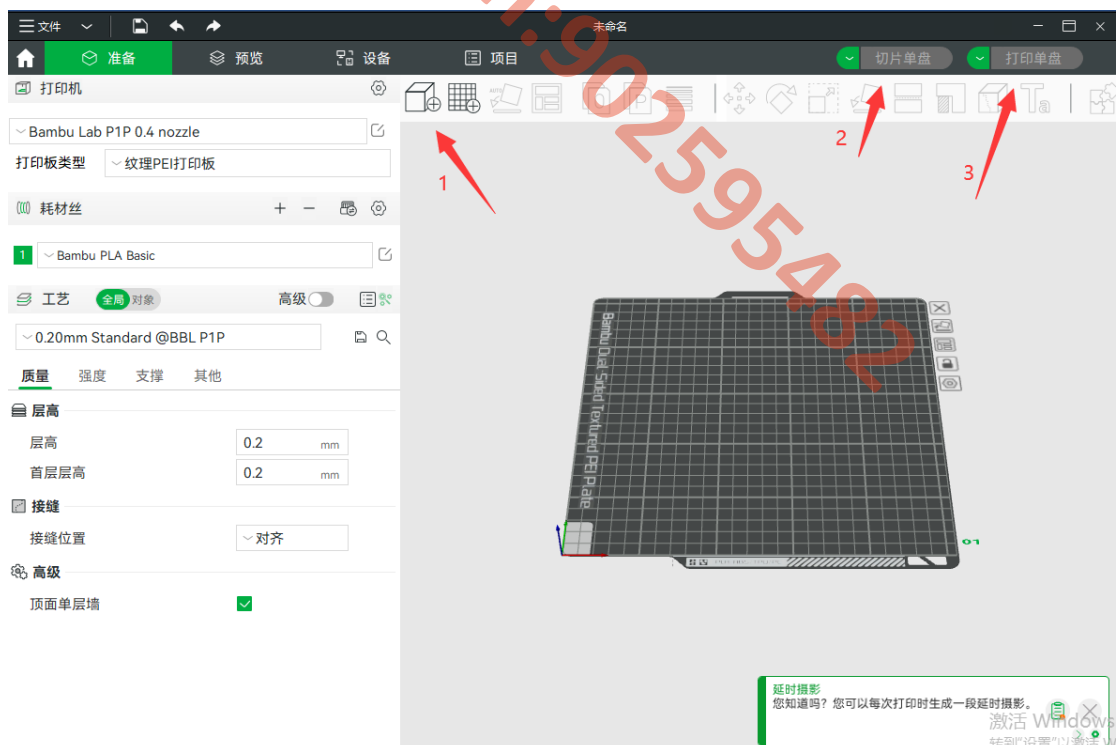 文件
未命名
准备
预览
设备
项目
切片单盘
打印单盘
打印机
Bambu Lab P1P 0.4 nozzle
打印板类型
纹理PEI打印板
耗材丝
1
Bambu PLA Basic
工艺
全局
对象
高级
0.20mm Standard @BBL P1P
质量
强度
支撑
其他
层高
层高
0.2 mm
首层层高
0.2 mm
接缝
接缝位置
对齐
高级
顶面单层墙
1
2
3
:902595482
Bambu Dual-Sided Textured PEI Plate
01
延时摄影
您知道吗？您可以每次打印时生成一段延时摄影。
激活 Windows